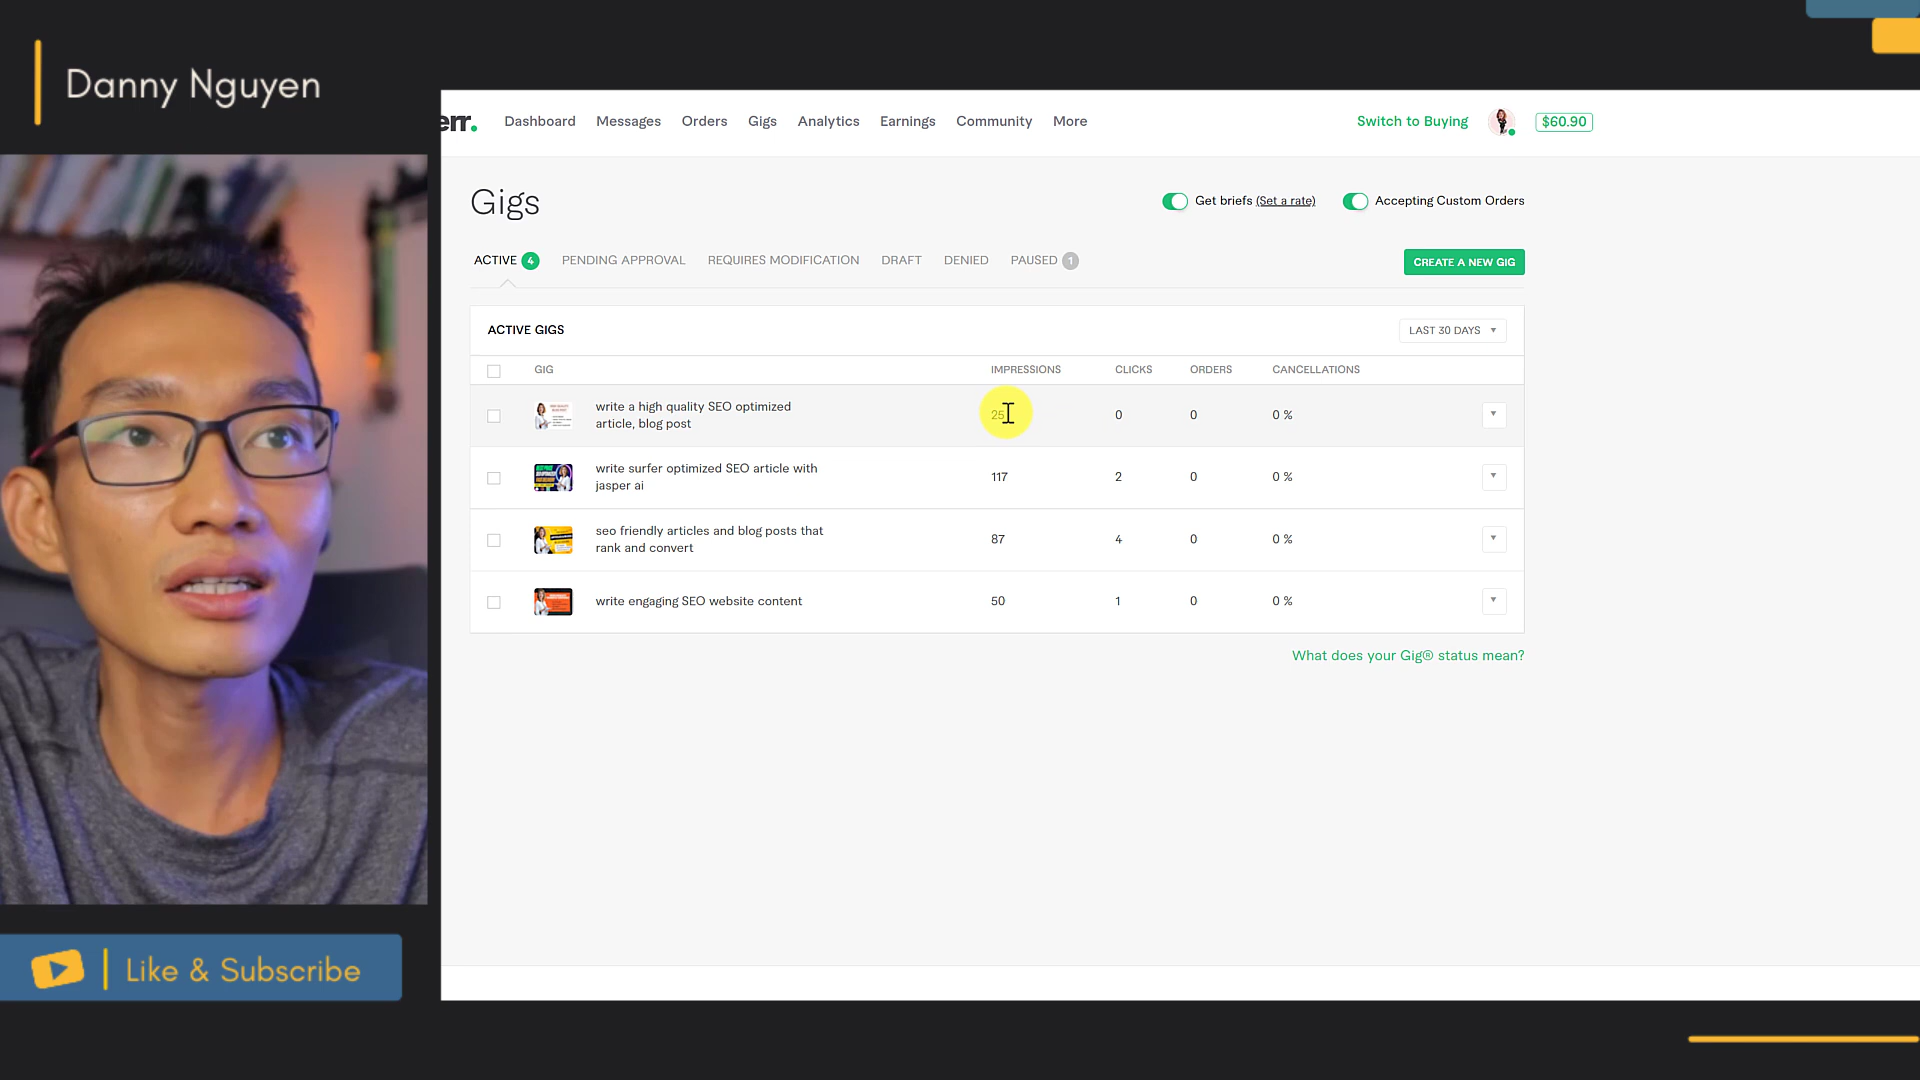 Danny Nguyen
err.
Dashboard Messages Orders Gigs Analytics Earnings Community More
Switch to Buying
$60.90
Gigs
Get briefs (Set a rate)
Accepting Custom Orders
ACTIVE 4 PENDING APPROVAL REQUIRES MODIFICATION DRAFT DENIED PAUSED 1
CREATE A NEW GIG
ACTIVE GIGS
LAST 30 DAYS
GIG IMPRESSIONS CLICKS ORDERS CANCELLATIONS
write a high quality SEO optimized
article, blog post
25 0 0 0 %
write surfer optimized SEO article with
jasper ai
117 2 0 0 %
seo friendly articles and blog posts that
rank and convert
87 4 0 0 %
write engaging SEO website content
50 1 0 0 %
What does your Gig® status mean?
Like & Subscribe